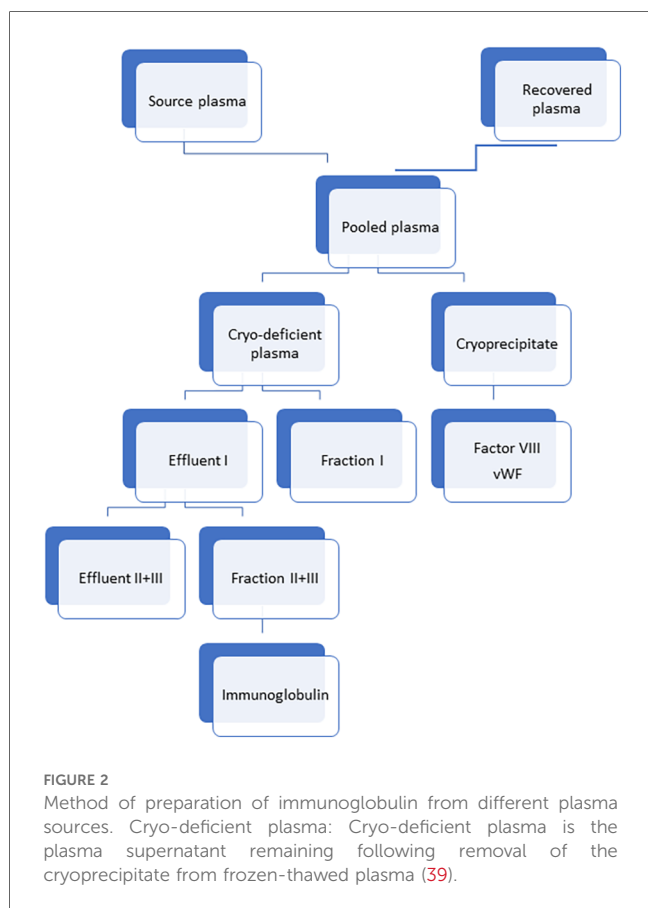 Source plasma
Recovered
plasma
Pooled plasma
Cryo-deficient
plasma
Cryoprecipitate
Effluent I
Fraction I
Factor VIII
vWF
Effluent II+III
Fraction II+III
Immunoglobulin
FIGURE 2
Method of preparation of immunoglobulin from different plasma
sources. Cryo-deficient plasma: Cryo-deficient plasma is the
plasma supernatant remaining following removal of the
cryoprecipitate from frozen-thawed plasma (39).